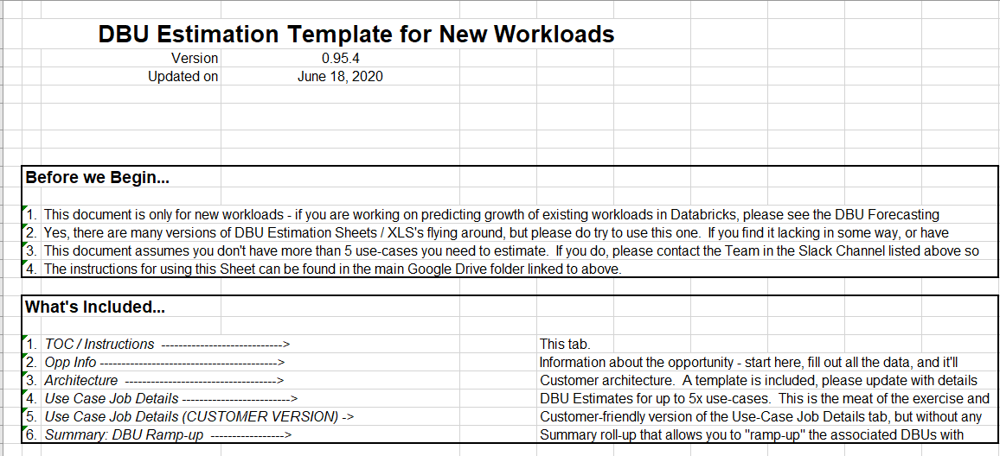 DBU Estimation Template for New Workloads
Version 0.95.4
Updated on June 18, 2020
Before we Begin...
1. This document is only for new workloads - if you are working on predicting growth of existing workloads in Databricks, please see the DBU Forecasting
2. Yes, there are many versions of DBU Estimation Sheets / XLS's flying around, but please do try to use this one. If you find it lacking in some way, or have
3. This document assumes you don't have more than 5 use-cases you need to estimate. If you do, please contact the Team in the Slack Channel listed above so
4. The instructions for using this Sheet can be found in the main Google Drive folder linked to above.
What's Included...
1. TOC / Instructions ----------------------------> This tab.
2. Opp Info -----------------------------------------> Information about the opportunity - start here, fill out all the data, and it'll
3. Architecture -----------------------------------> Customer architecture. A template is included, please update with details
4. Use Case Job Details -------------------------> DBU Estimates for up to 5x use-cases. This is the meat of the exercise and
5. Use Case Job Details (CUSTOMER VERSION) -> Customer-friendly version of the Use-Case Job Details tab, but without any
6. Summary: DBU Ramp-up -----------------> Summary roll-up that allows you to "ramp-up" the associated DBUs with